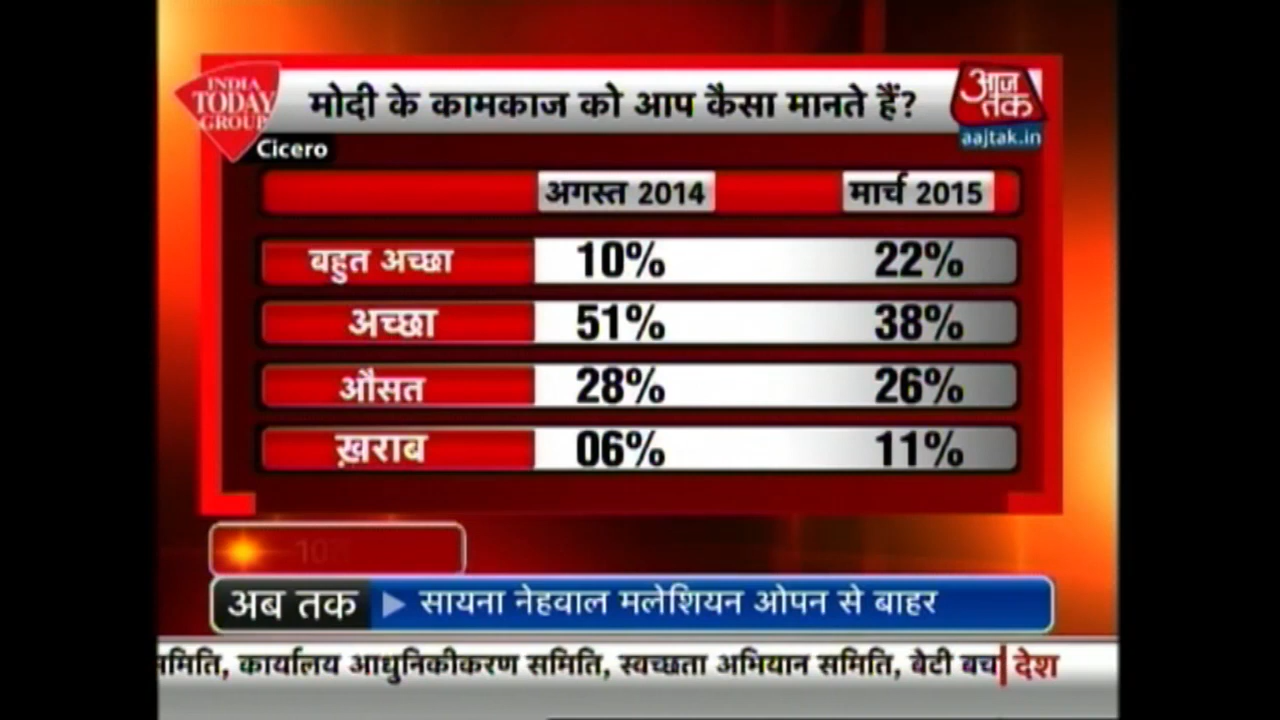 INDIA
TODAY
GROUP
मोदी के कामकाज को आप कैसा मानते हैं?
आज
तक
aajtak.in
Cicero
अगस्त 2014 मार्च 2015
बहुत अच्छा 10% 22%
अच्छा 51% 38%
औसत 28% 26%
ख़राब 06% 11%
अब तक सायना नेहवाल मलेशियन ओपन से बाहर
समिति, कार्यालय आधुनिकीकरण समिति, स्वच्छता अभियान समिति, बेटी बचा देश